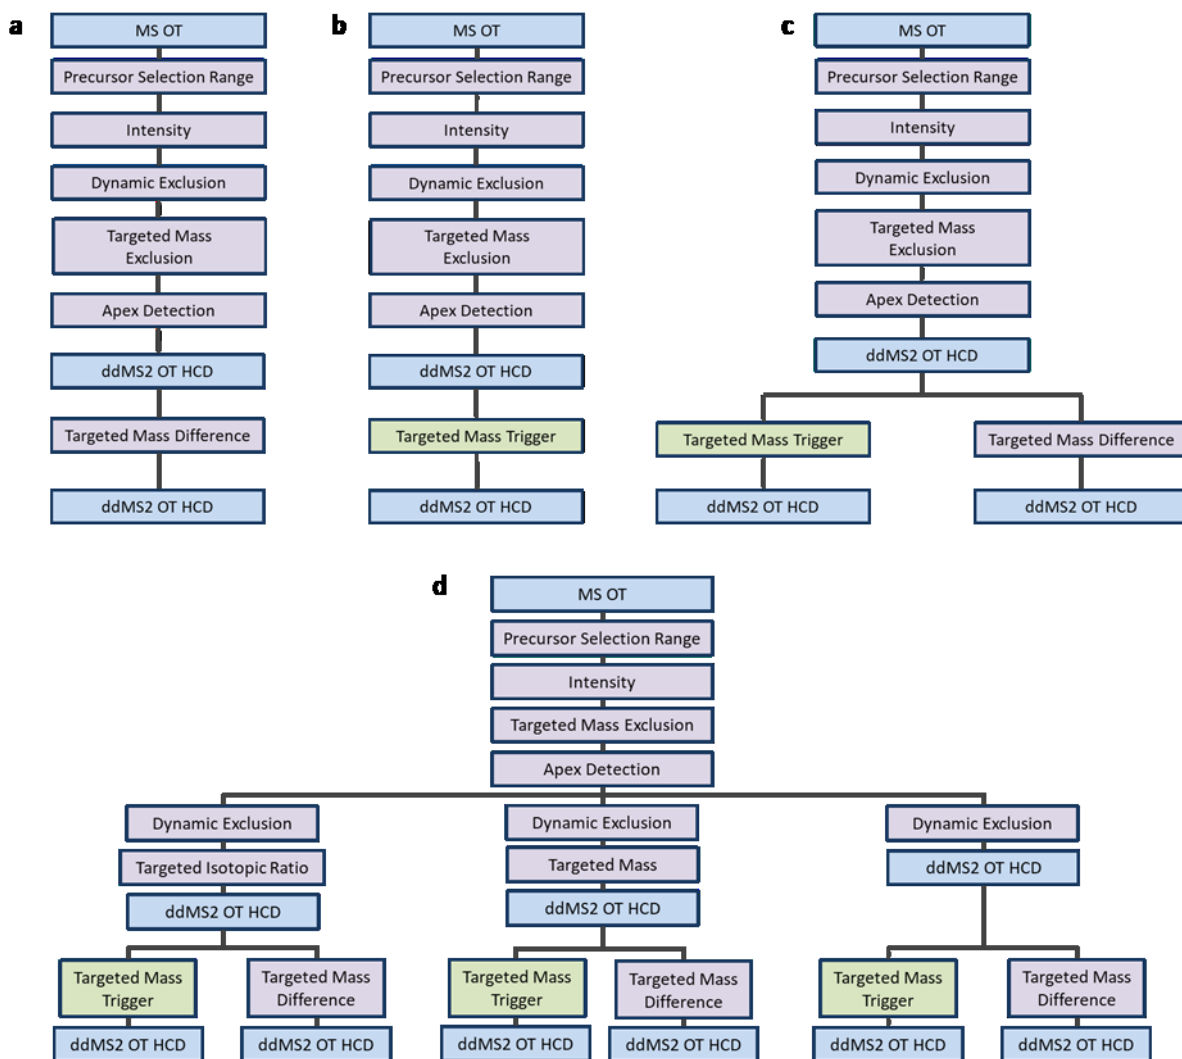 a
MS OT
Precursor Selection Range
Intensity
Dynamic Exclusion
Targeted Mass
Exclusion
Apex Detection
ddMS2 OT HCD
Targeted Mass Difference
ddMS2 OT HCD
b
MS OT
Precursor Selection Range
Intensity
Dynamic Exclusion
Targeted Mass
Exclusion
Apex Detection
ddMS2 OT HCD
Targeted Mass Trigger
ddMS2 OT HCD
c
MS OT
Precursor Selection Range
Intensity
Dynamic Exclusion
Targeted Mass
Exclusion
Apex Detection
ddMS2 OT HCD
Targeted Mass Trigger
ddMS2 OT HCD
Targeted Mass Difference
ddMS2 OT HCD
d
MS OT
Precursor Selection Range
Intensity
Targeted Mass Exclusion
Apex Detection
Dynamic Exclusion
Targeted Isotopic Ratio
ddMS2 OT HCD
Targeted Mass
Trigger
ddMS2 OT HCD
Targeted Mass
Difference
ddMS2 OT HCD
Dynamic Exclusion
Targeted Mass
ddMS2 OT HCD
Targeted Mass
Trigger
ddMS2 OT HCD
Targeted Mass
Difference
ddMS2 OT HCD
Dynamic Exclusion
ddMS2 OT HCD
Targeted Mass
Trigger
ddMS2 OT HCD
Targeted Mass
Difference
ddMS2 OT HCD